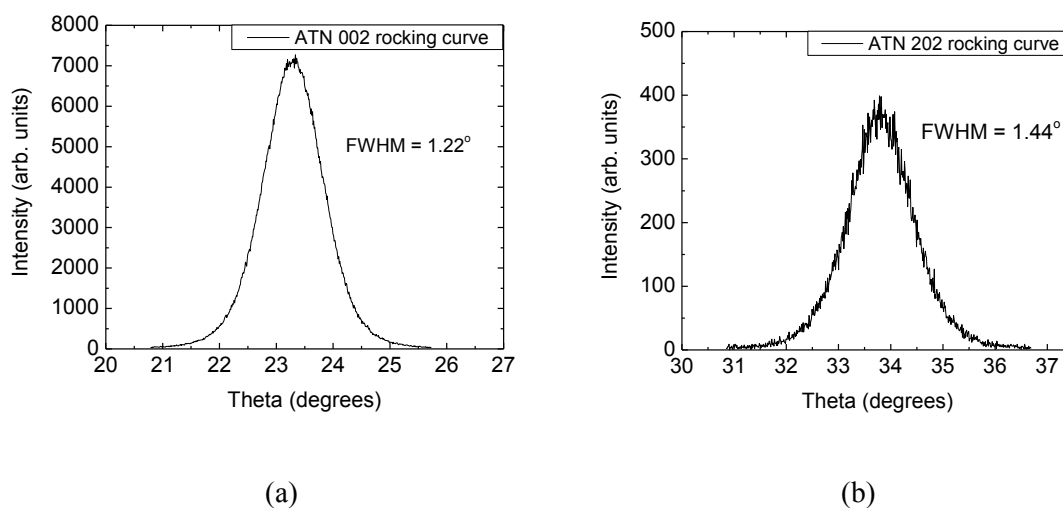 8000
7000
6000
5000
4000
3000
2000
1000
0
Intensity (arb. units)
ATN 002 rocking curve
FWHM = 1.22°
20 21 22 23 24 25 26 27
Theta (degrees)
(a)
500
400
300
200
100
0
Intensity (arb. units)
ATN 202 rocking curve
FWHM = 1.44°
30 31 32 33 34 35 36 37
Theta (degrees)
(b)